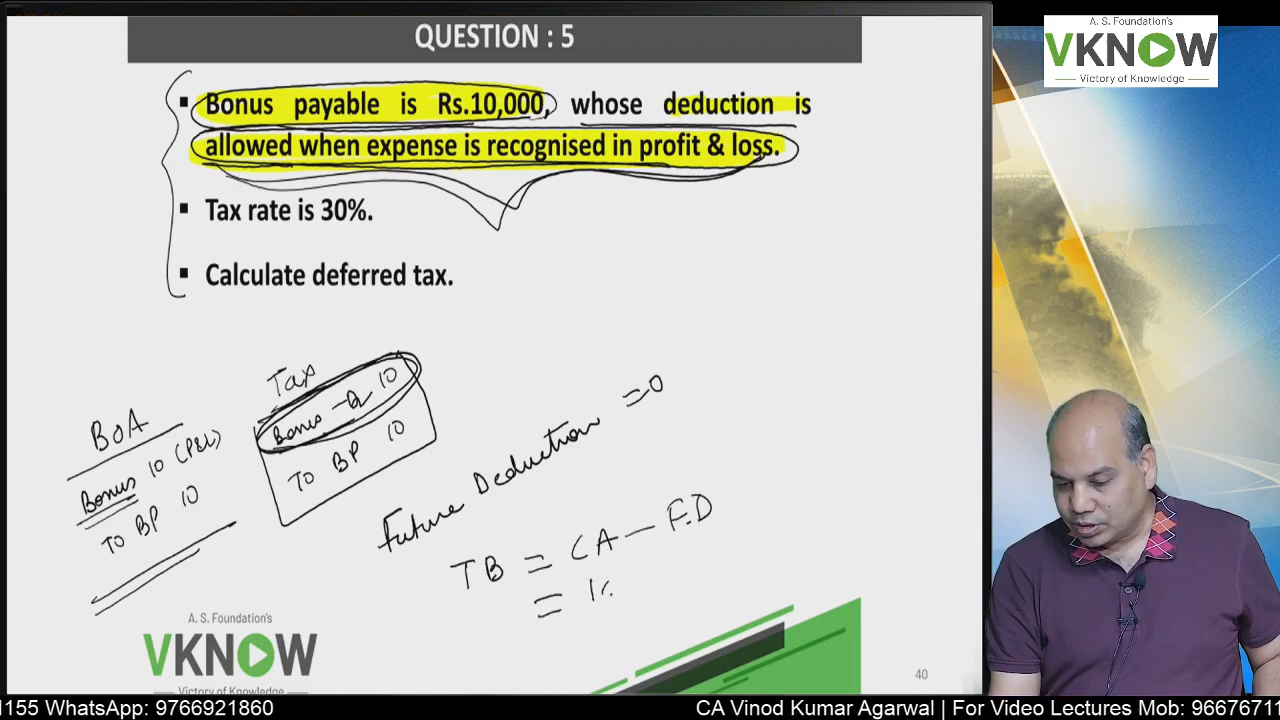 QUESTION : 5
A. S. Foundation's
VKNOW
Victory of Knowledge
Bonus payable is Rs.10,000, whose deduction is
allowed when expense is recognised in profit & loss.
Tax rate is 30%.
Calculate deferred tax.
BOA
Bonus 10 (P&L)
TO BP 10
Tax
Bonus 10
TO BP 10
Future Deduction = 0
TB = CA - F.D
=
A. S. Foundation's
VKNOW
Victory of Knowledge
40
1155 WhatsApp: 9766921860
CA Vinod Kumar Agarwal | For Video Lectures Mob: 96676711